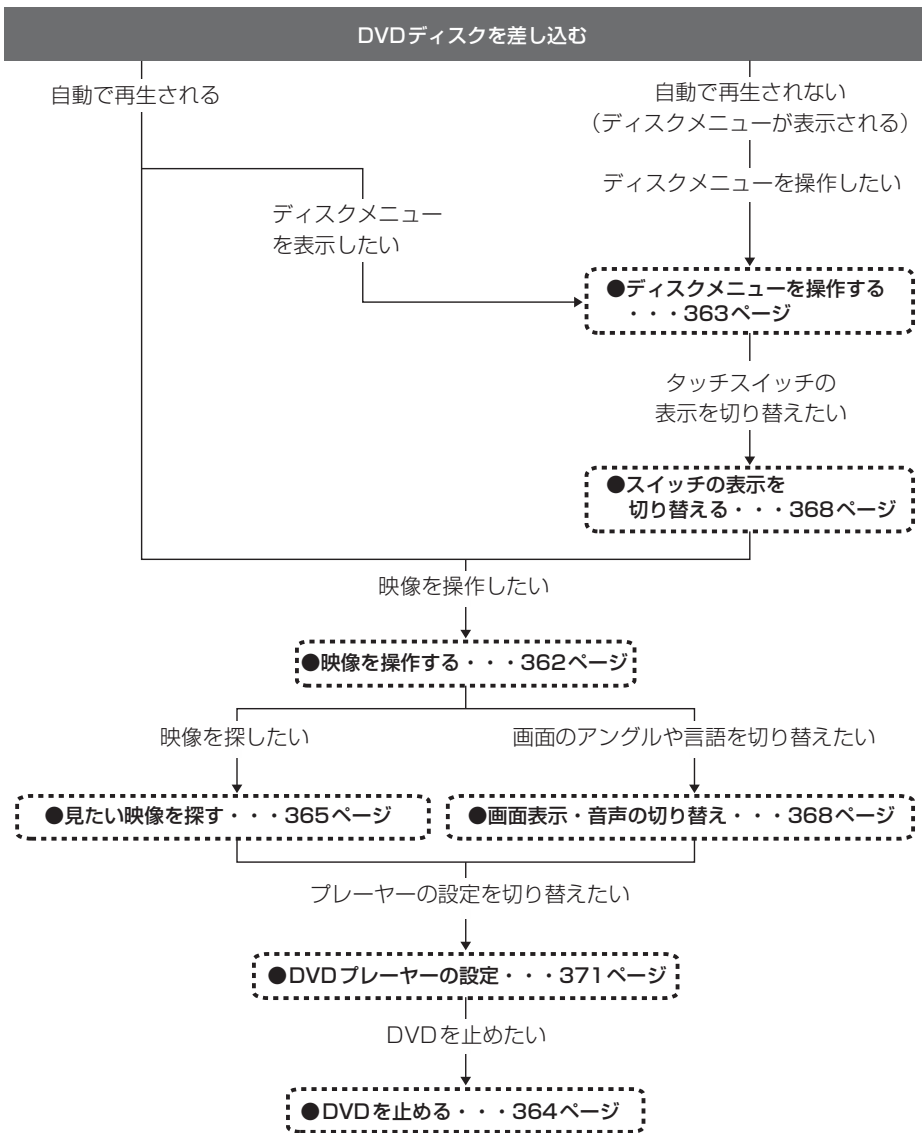 DVDディスクを差し込む
自動で再生される
自動で再生されない
（ディスクメニューが表示される）
ディスクメニューを操作したい
ディスクメニュー
を表示したい
●ディスクメニューを操作する
・・・363ページ
タッチスイッチの
表示を切り替えたい
●スイッチの表示を
切り替える・・・368ページ
映像を操作したい
●映像を操作する・・・362ページ
映像を探したい
画面のアングルや言語を切り替えたい
●見たい映像を探す・・・365ページ
●画面表示・音声の切り替え・・・368ページ
プレーヤーの設定を切り替えたい
●DVDプレーヤーの設定・・・371ページ
DVDを止めたい
●DVDを止める・・・364ページ